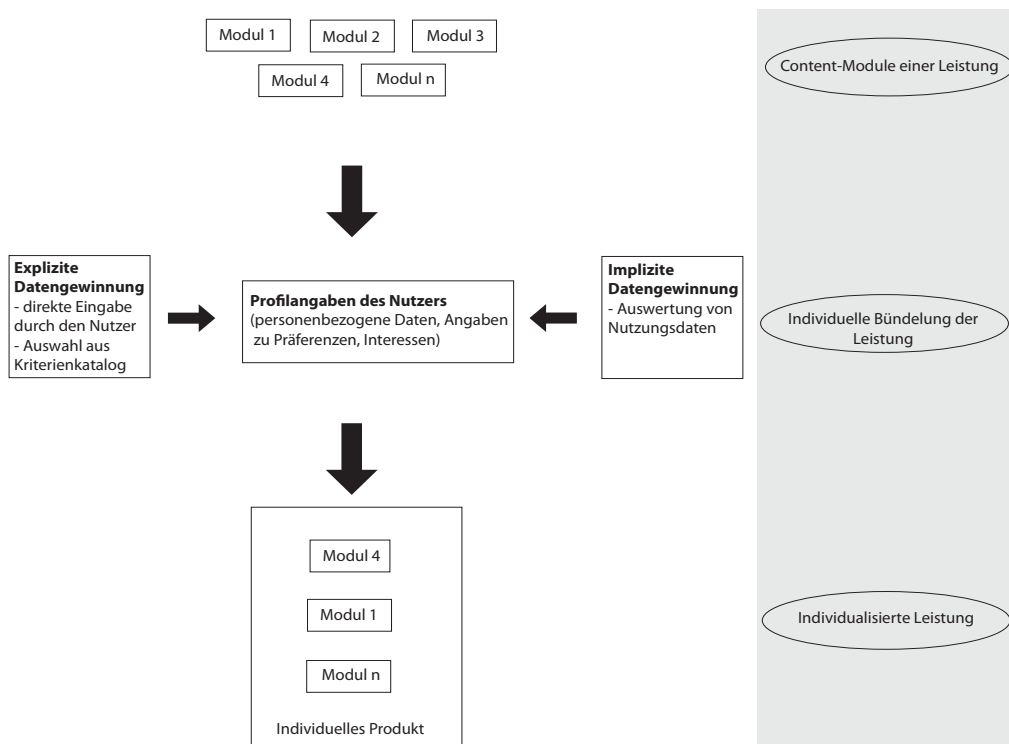 Modul 1
Modul 2
Modul 3
Modul 4
Modul n
Content-Module einer Leistung
Explizite
Datengewinnung
- direkte Eingabe
durch den Nutzer
- Auswahl aus
Kriterienkatalog
Profilangaben des Nutzers
(personenbezogene Daten, Angaben
zu Präferenzen, Interessen)
Implizite
Datengewinnung
- Auswertung von
Nutzungsdaten
Individuelle Bündelung der
Leistung
Modul 4
Modul 1
Modul n
Individuelles Produkt
Individualisierte Leistung